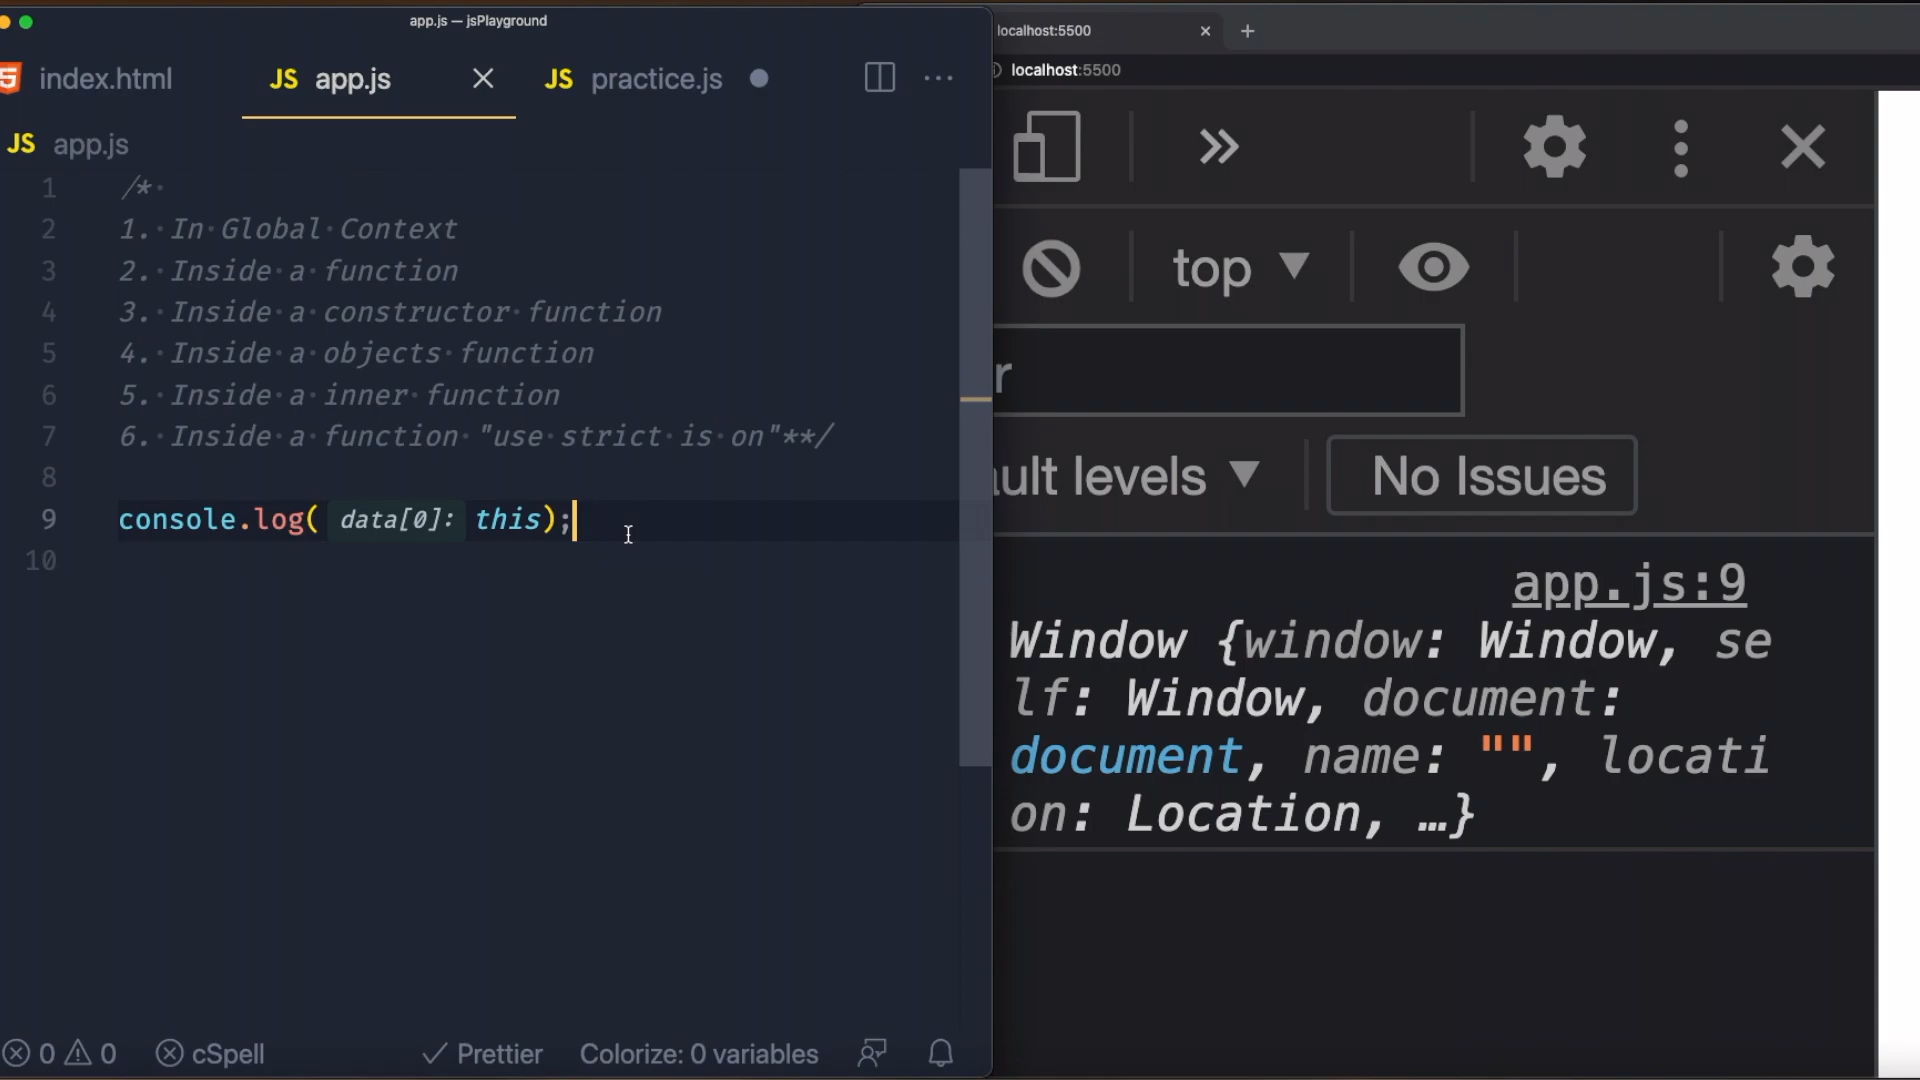 app.js — jsPlayground
index.html
JS app.js
JS practice.js
JS app.js
1 /*
2 1. In Global Context
3 2. Inside a function
4 3. Inside a constructor function
5 4. Inside a objects function
6 5. Inside a inner function
7 6. Inside a function "use strict is on"**/
8
9 console.log( data[0]: this);
10
0 0 cSpell Prettier Colorize: 0 variables
localhost:5500
localhost:5500
top
r
ult levels ▼ No Issues
app.js:9
Window {window: Window, se
lf: Window, document:
document, name: "", locati
on: Location, …}